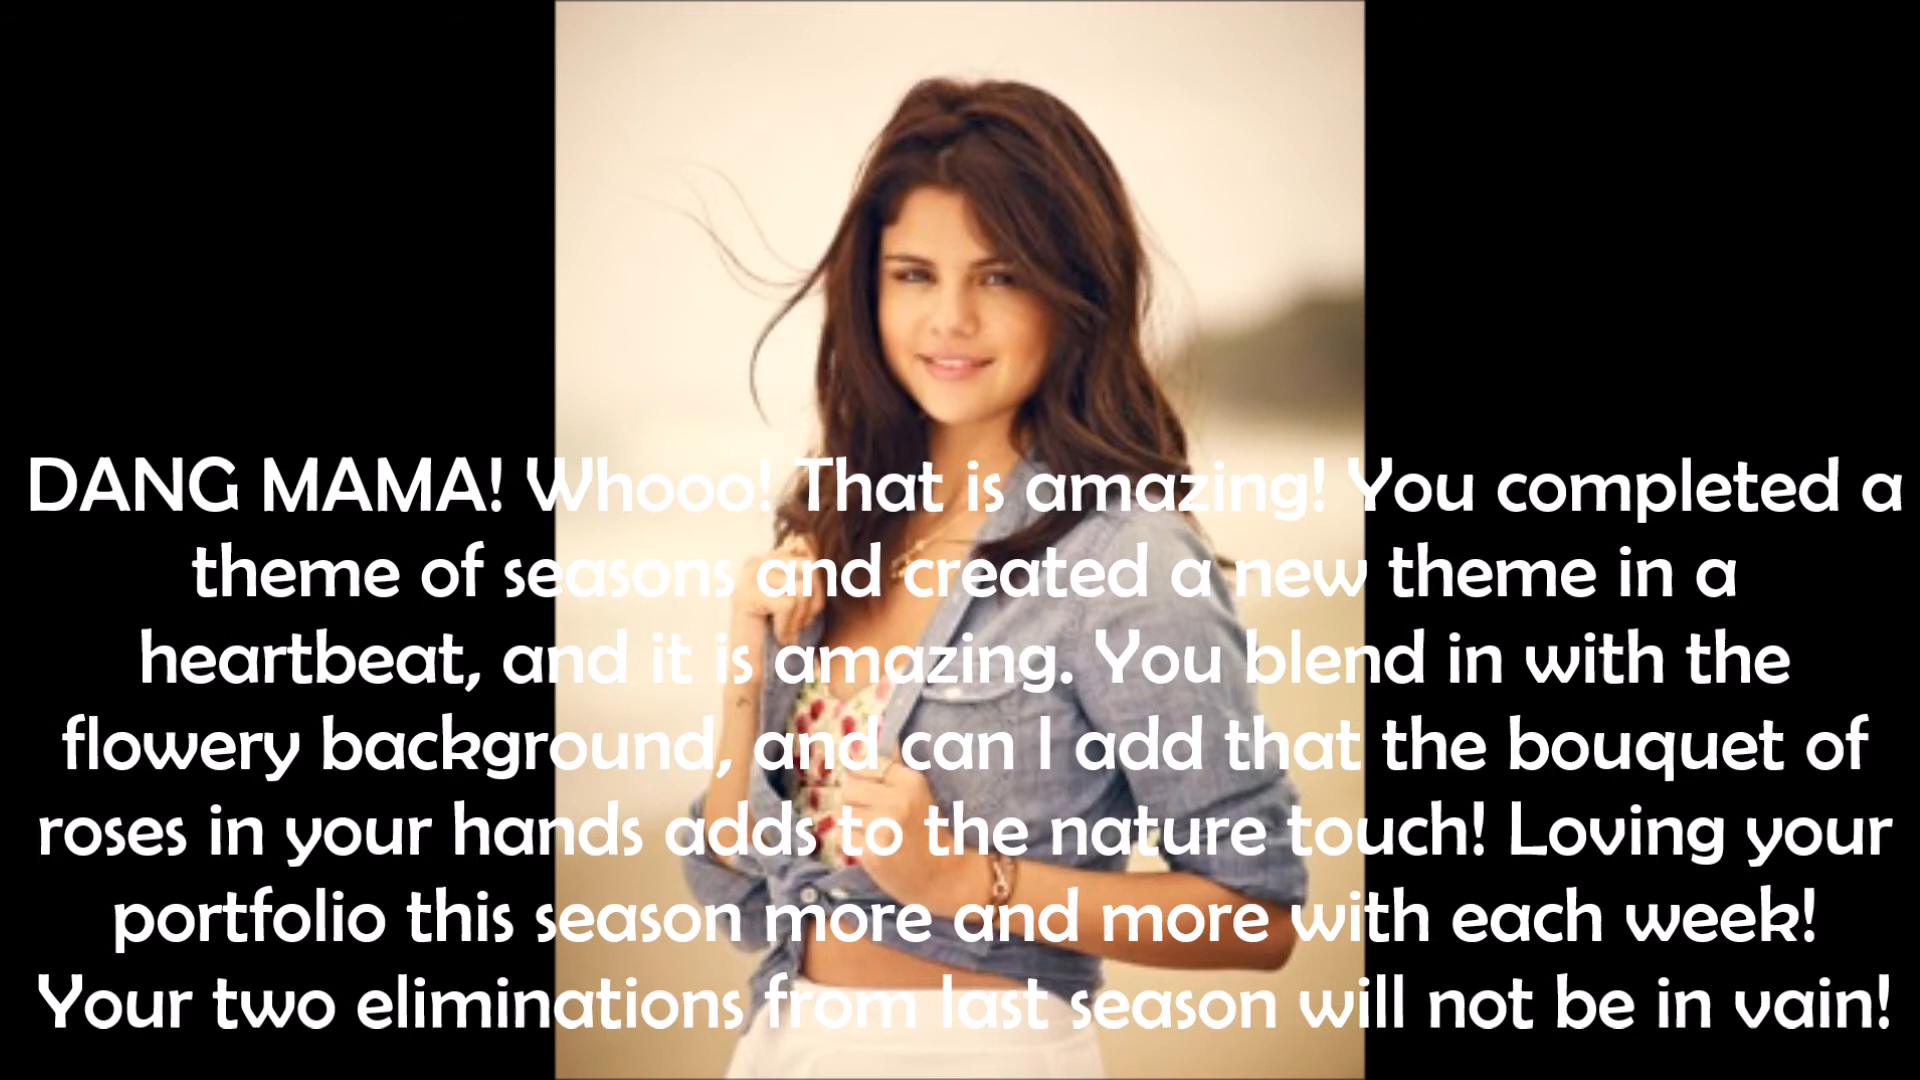 DANG MAMA! Whooo! That is amazing! You completed a
theme of seasons and created a new theme in a
heartbeat, and it is amazing. You blend in with the
flowery background, and can I add that the bouquet of
roses in your hands adds to the nature touch! Loving your
portfolio this season more and more with each week!
Your two eliminations from last season will not be in vain!